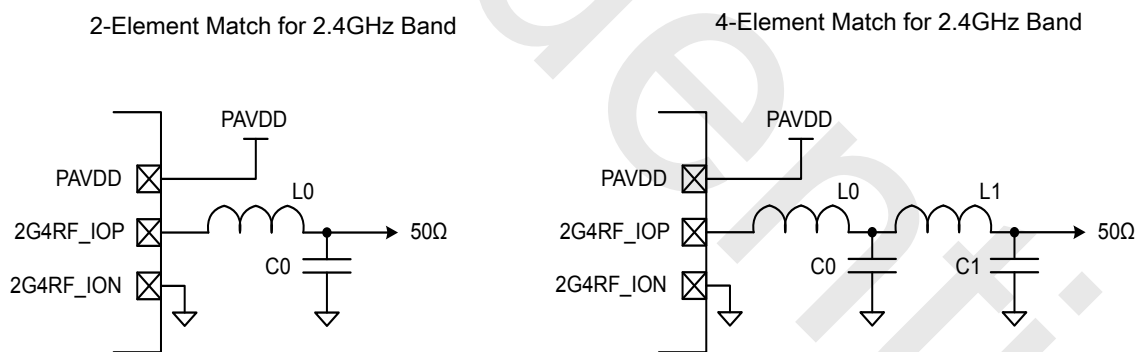 2-Element Match for 2.4GHz Band
PAVDD
PAVDD
L0
2G4RF_IOP
50Ω
C0
2G4RF_ION
4-Element Match for 2.4GHz Band
PAVDD
PAVDD
L0
L1
2G4RF_IOP
50Ω
C0
C1
2G4RF_ION